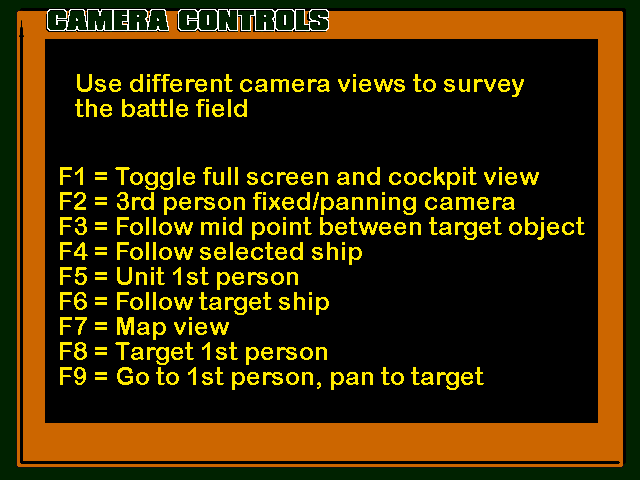 CAMERA CONTROLS
Use different camera views to survey
the battle field
F1 = Toggle full screen and cockpit view
F2 = 3rd person fixed/panning camera
F3 = Follow mid point between target object
F4 = Follow selected ship
F5 = Unit 1st person
F6 = Follow target ship
F7 = Map view
F8 = Target 1st person
F9 = Go to 1st person, pan to target